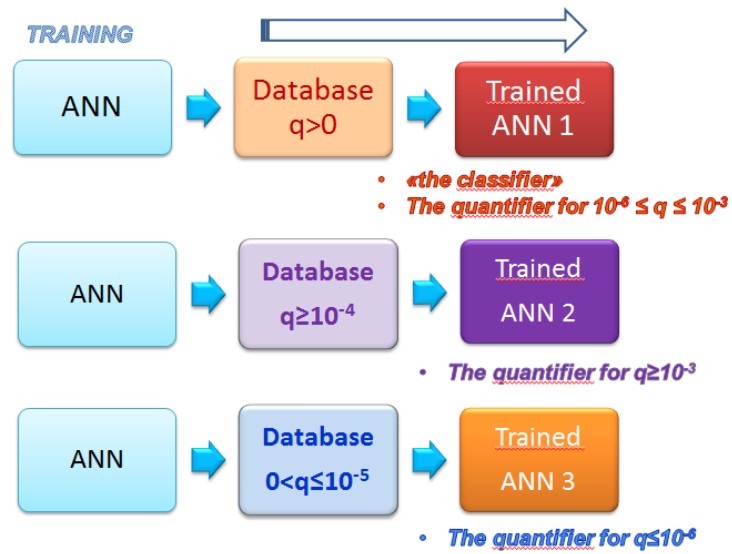 TRAINING
ANN
Database
q>0
Trained
ANN 1
• «the classifier»
• The quantifier for 10⁻⁶ ≤ q ≤ 10⁻³
ANN
Database
q≥10⁻⁴
Trained
ANN 2
• The quantifier for q≥10⁻³
ANN
Database
0<q≤10⁻⁵
Trained
ANN 3
• The quantifier for q≤10⁻⁶